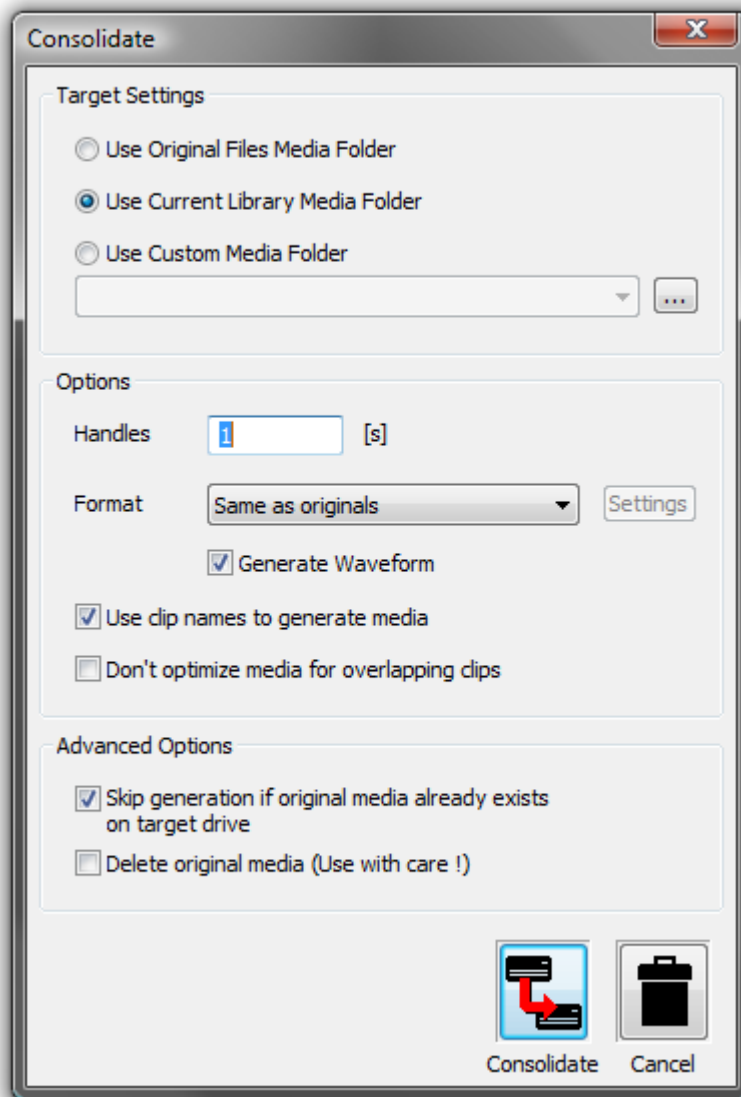 Consolidate
Target Settings
Use Original Files Media Folder
Use Current Library Media Folder
Use Custom Media Folder
...
Options
Handles 1 [s]
Format Same as originals Settings
Generate Waveform
Use clip names to generate media
Don't optimize media for overlapping clips
Advanced Options
Skip generation if original media already exists
on target drive
Delete original media (Use with care !)
Consolidate Cancel